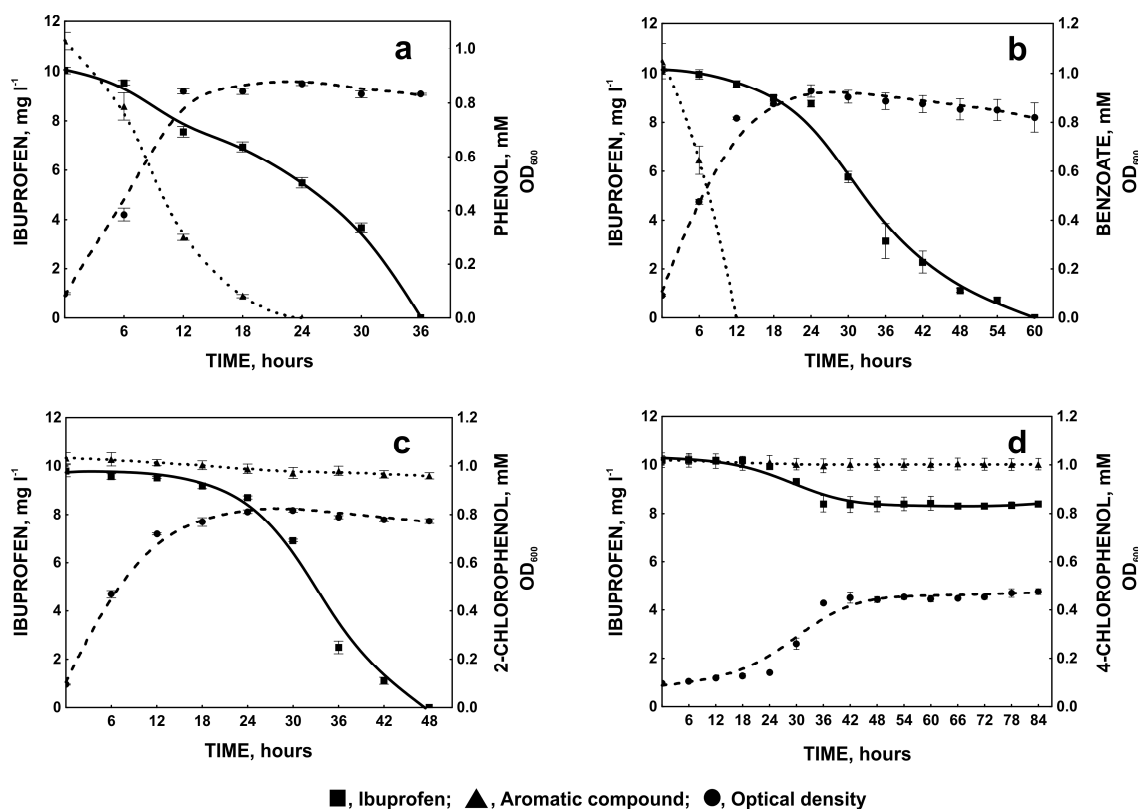 a
12
10
8
6
4
2
0
IBUPROFEN, mg l-1
1.0
0.8
0.6
0.4
0.2
0.0
PHENOL, mM
OD600
6 12 18 24 30 36
TIME, hours
b
12
10
8
6
4
2
0
IBUPROFEN, mg l-1
1.2
1.0
0.8
0.6
0.4
0.2
0.0
BENZOATE, mM
OD600
6 12 18 24 30 36 42 48 54 60
TIME, hours
c
12
10
8
6
4
2
0
IBUPROFEN, mg l-1
1.2
1.0
0.8
0.6
0.4
0.2
0.0
2-CHLOROPHENOL, mM
OD600
6 12 18 24 30 36 42 48
TIME, hours
d
12
10
8
6
4
2
0
IBUPROFEN, mg l-1
1.2
1.0
0.8
0.6
0.4
0.2
0.0
4-CHLOROPHENOL, mM
OD600
6 12 18 24 30 36 42 48 54 60 66 72 78 84
TIME, hours
■, Ibuprofen; ▲, Aromatic compound; ●, Optical density